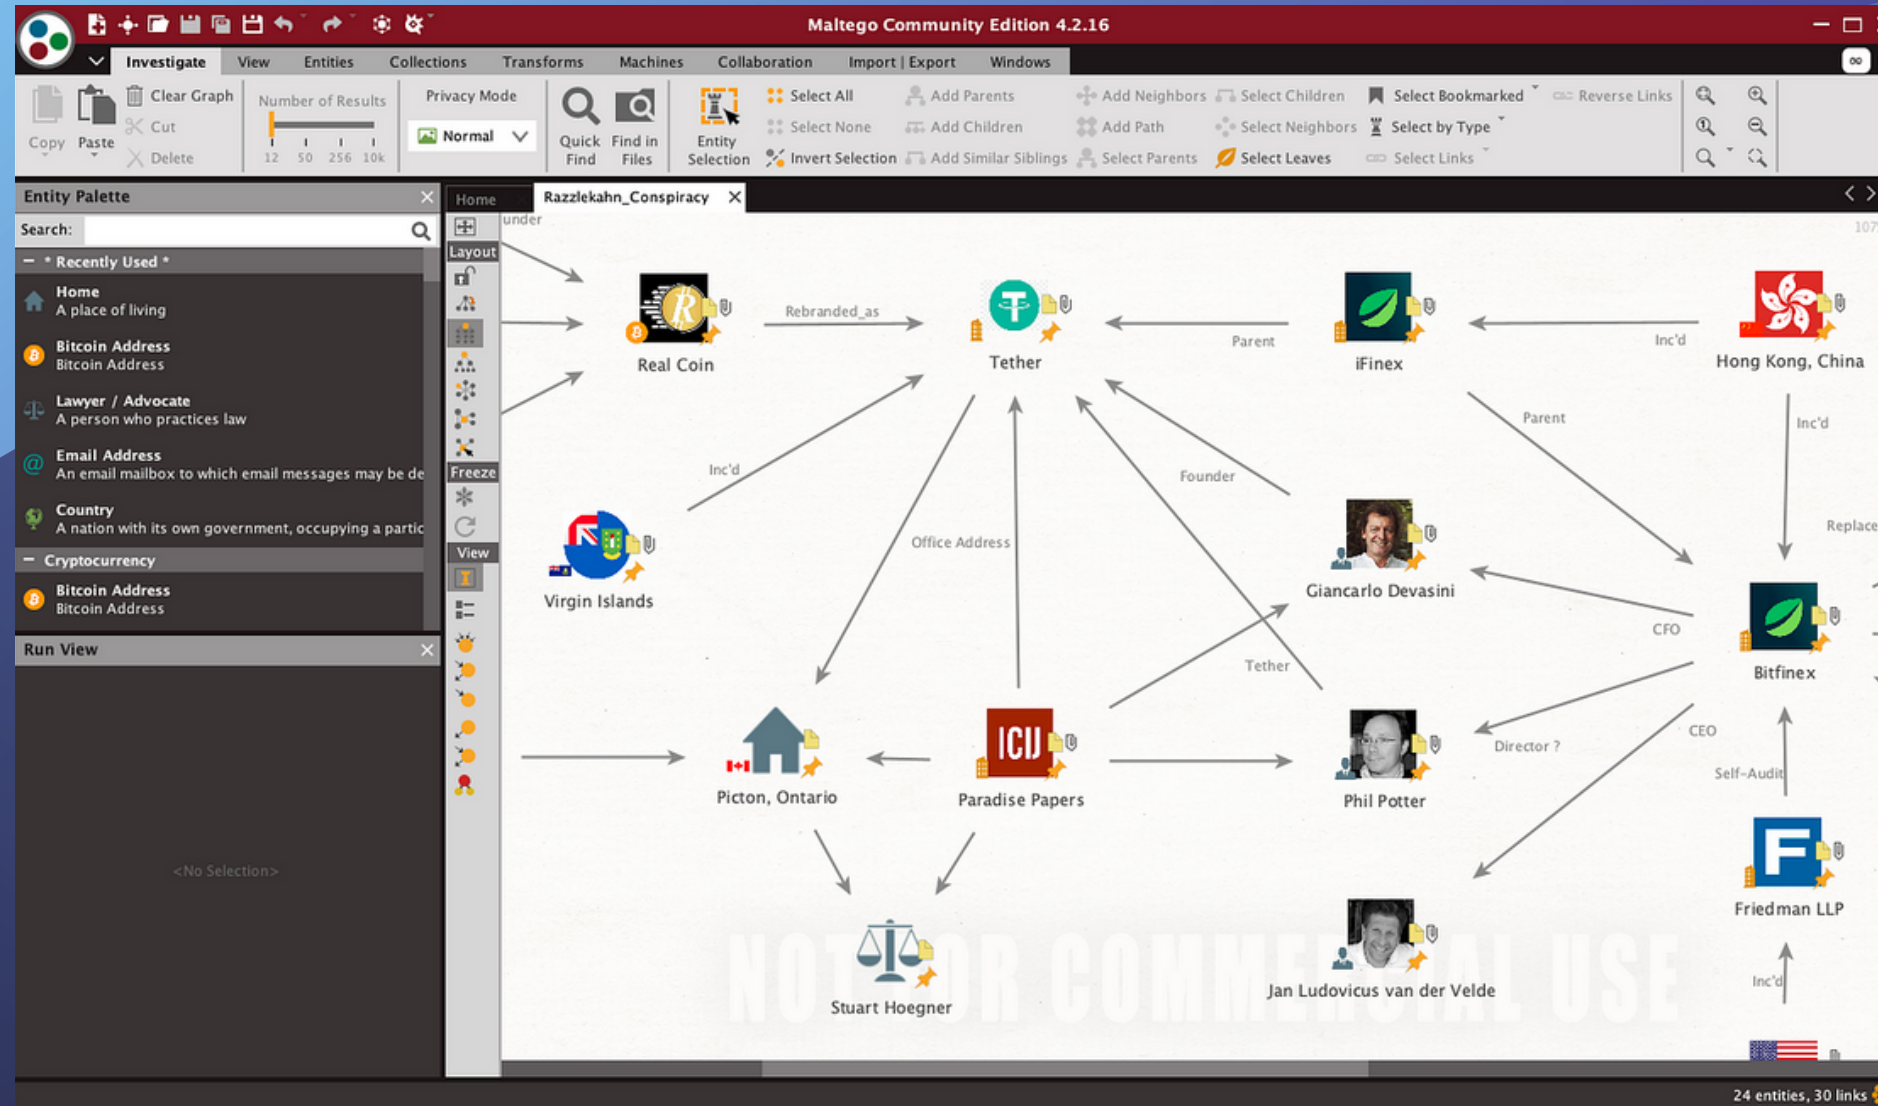 Maltego Community Edition 4.2.16
Investigate View Entities Collections Transforms Machines Collaboration Import | Export Windows
Copy
Paste
Clear Graph
Cut
Delete
Number of Results
12 50 256 10k
Privacy Mode
Normal
Quick Find
Find in Files
Entity Selection
Select All
Select None
Invert Selection
Add Parents
Add Children
Add Similar Siblings
Add Neighbors
Add Path
Select Parents
Select Children
Select Neighbors
Select Leaves
Select Bookmarked
Select by Type
Select Links
Reverse Links
Entity Palette
Search:
* Recently Used *
Home
A place of living
Bitcoin Address
Bitcoin Address
Lawyer / Advocate
A person who practices law
Email Address
An email mailbox to which email messages may be de
Country
A nation with its own government, occupying a partic
Cryptocurrency
Bitcoin Address
Bitcoin Address
Run View
<No Selection>
Home
Razzlekahn_Conspiracy
Layout
Freeze
View
under
107
Real Coin
Rebranded_as
Tether
Parent
iFinex
Inc'd
Hong Kong, China
Parent
Inc'd
Inc'd
Founder
Virgin Islands
Office Address
Giancarlo Devasini
Replace
CFO
Tether
Bitfinex
ICIJ
Picton, Ontario
Paradise Papers
Phil Potter
Director ?
CEO
Self-Audit
F
Friedman LLP
Stuart Hoegner
Jan Ludovicus van der Velde
Inc'd
NOT FOR COMMERCIAL USE
24 entities, 30 links